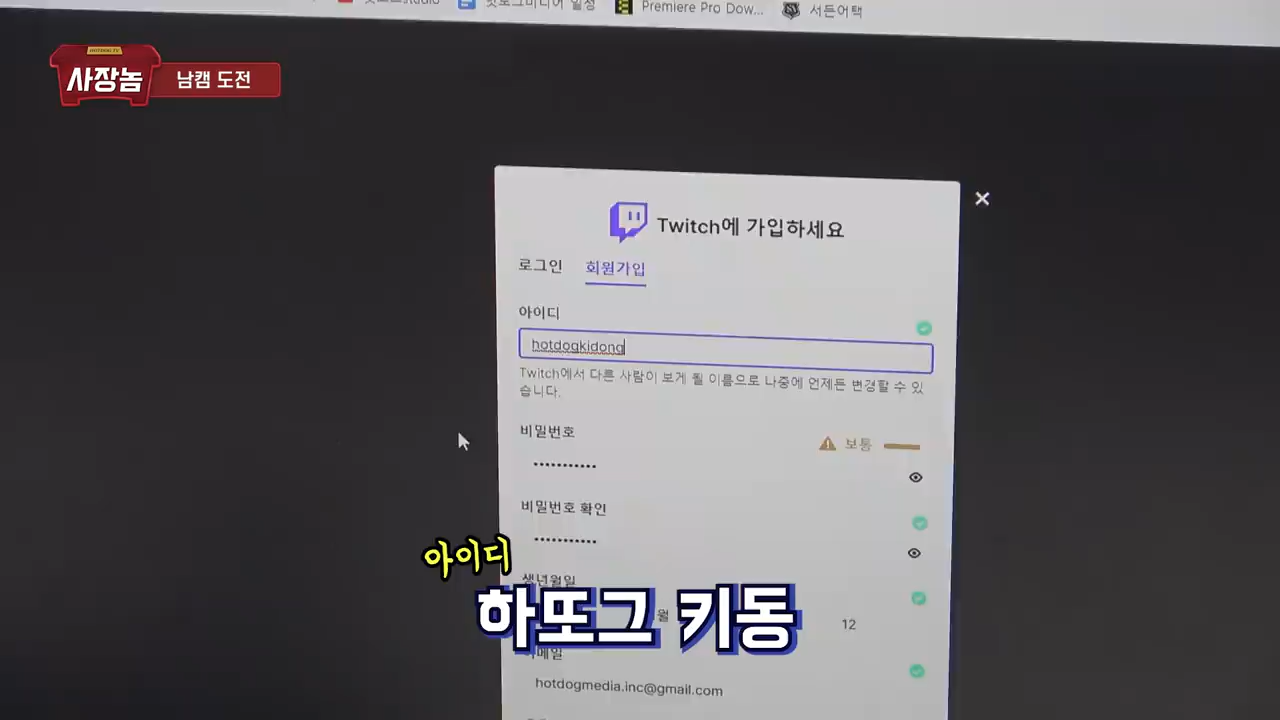 Premiere Pro Dow...
서든어택
HOTDOG TV
사장놈
남캠 도전
Twitch에 가입하세요
로그인
회원가입
아이디
hotdogkidong
Twitch에서 다른 사람이 보게 될 이름으로 나중에 언제든 변경할 수 있
습니다.
비밀번호
보통
비밀번호 확인
아이디
생년월일
하또그 키동
월
12
hotdogmedia.inc@gmail.com